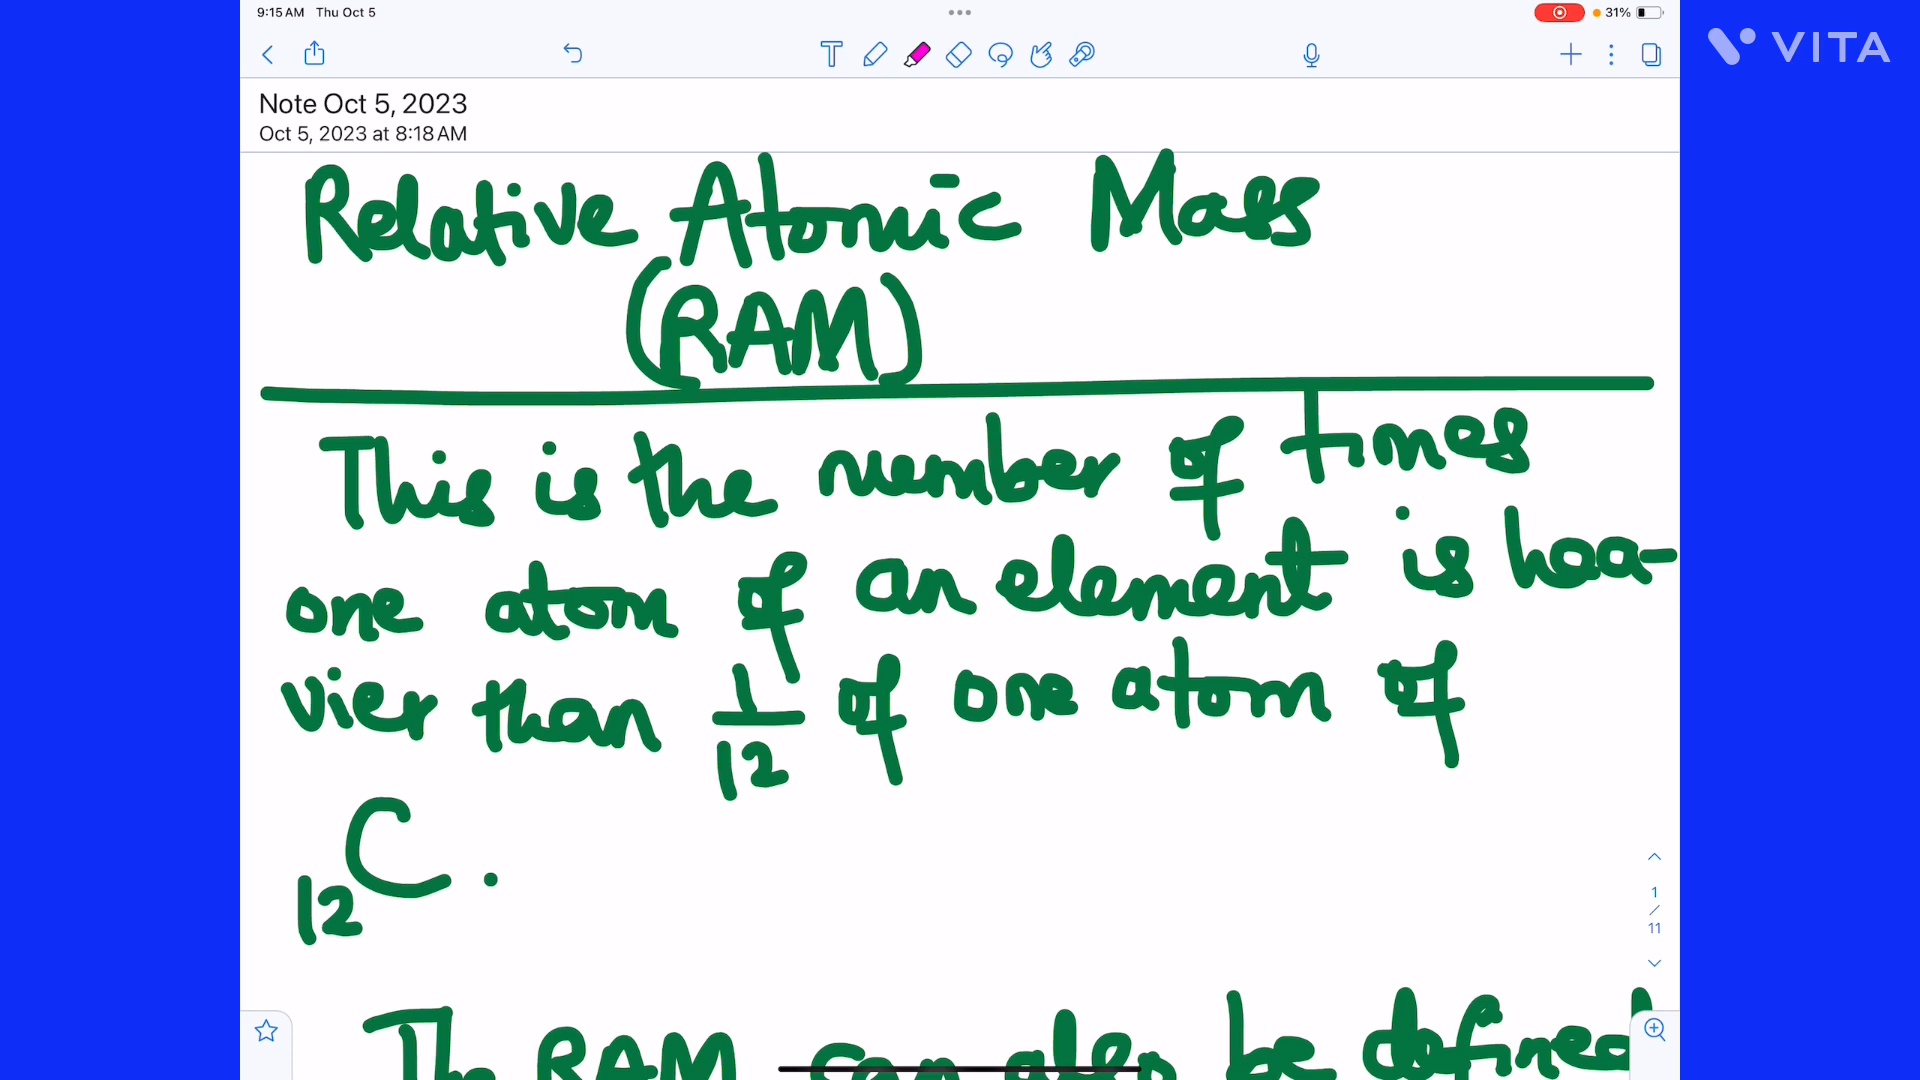 9:15 AM Thu Oct 5
31%
VITA
Note Oct 5, 2023
Oct 5, 2023 at 8:18 AM
Relative Atomic Mass
(RAM)
This is the number of times
one atom of an element is hea-
vier than 1/12 of one atom of
12C.
1
/
11
The RAM can also be defined